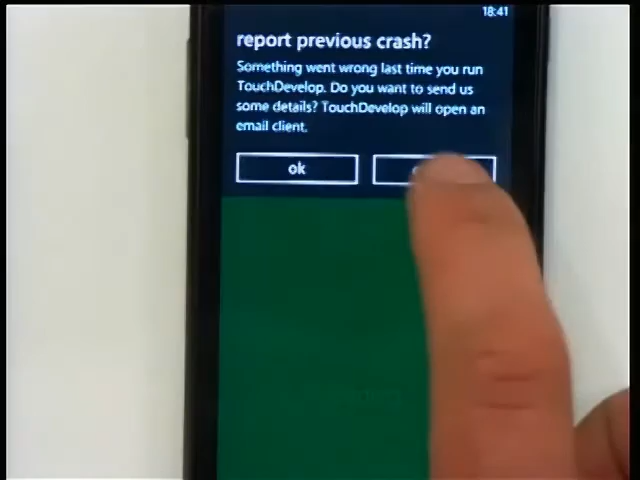 18:41
report previous crash?
Something went wrong last time you run
TouchDevelop. Do you want to send us
some details? TouchDevelop will open an
email client.
ok